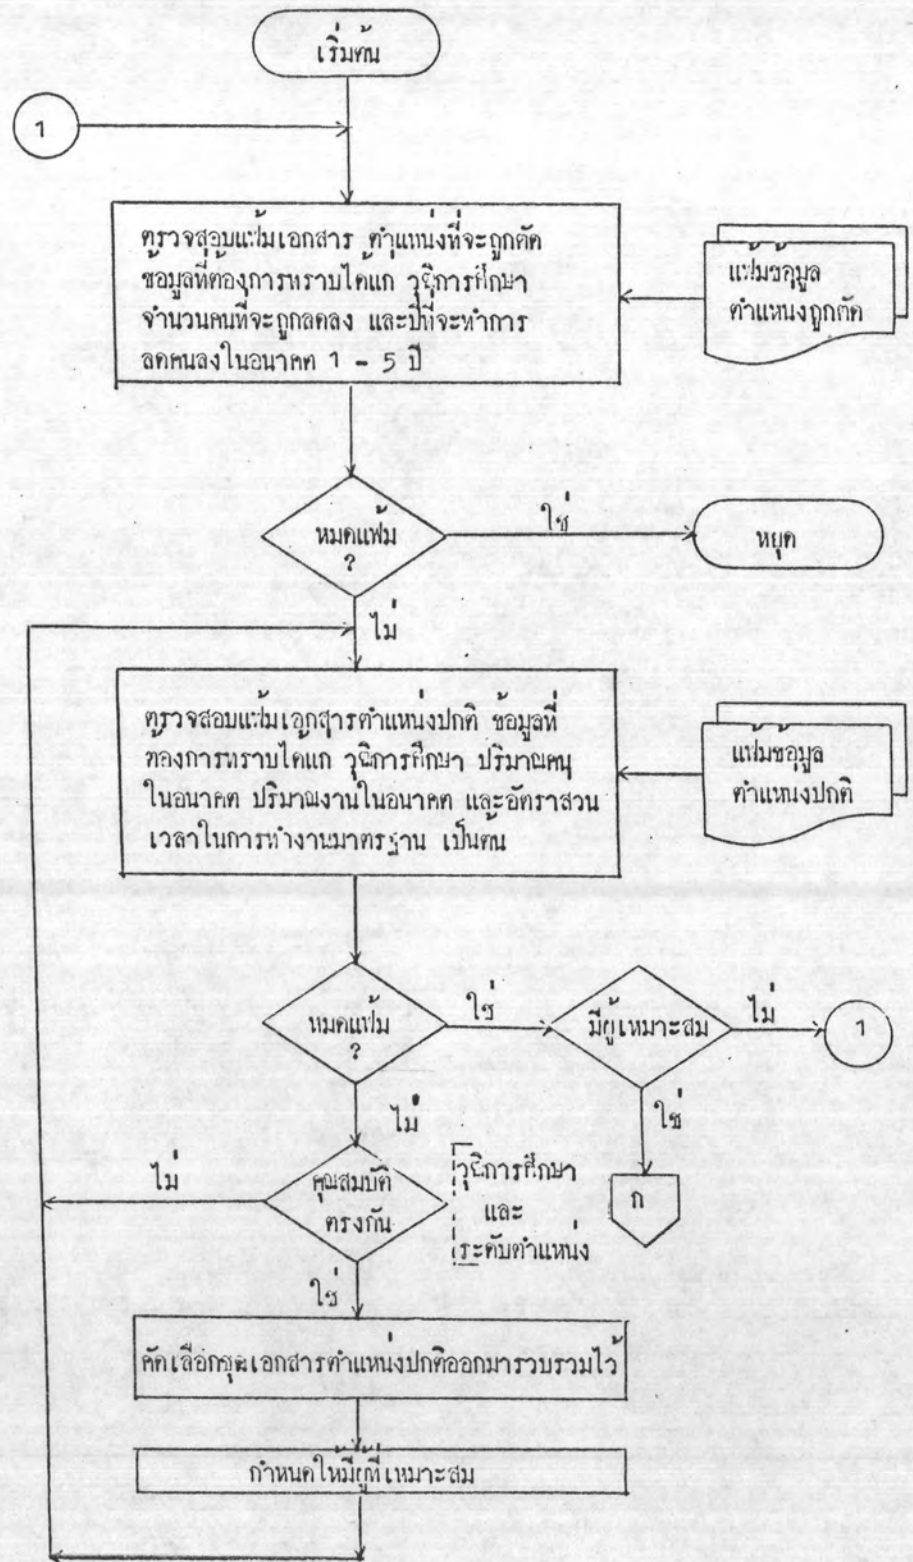 เริ่มต้น
1
ตรวจสอบแฟ้มเอกสาร ตำแหน่งที่จะถูกตัด
ข้อมูลที่ต้องการทราบได้แก่ วุฒิการศึกษา
จำนวนคนที่จะถูกลดลง และปีที่จะทำการ
ลดคนลงในอนาคต 1 - 5 ปี
แฟ้มข้อมูล
ตำแหน่งถูกตัด
หมดแฟ้ม
?
ใช่
หยุด
ไม่
ตรวจสอบแฟ้มเอกสารตำแหน่งปกติ ข้อมูลที่
ต้องการทราบได้แก่ วุฒิการศึกษา ปริมาณคน
ในอนาคต ปริมาณงานในอนาคต และอัตราส่วน
เวลาในการทำงานมาตรฐาน เป็นต้น
แฟ้มข้อมูล
ตำแหน่งปกติ
หมดแฟ้ม
?
ใช่
มีผู้เหมาะสม
ไม่
1
ไม่
ใช่
ก
ไม่
คุณสมบัติ
ตรงกัน
วุฒิการศึกษา
และ
ระดับตำแหน่ง
ใช่
คัดเลือกชุดเอกสารตำแหน่งปกติออกมารวบรวมไว้
กำหนดให้มีผู้ที่เหมาะสม